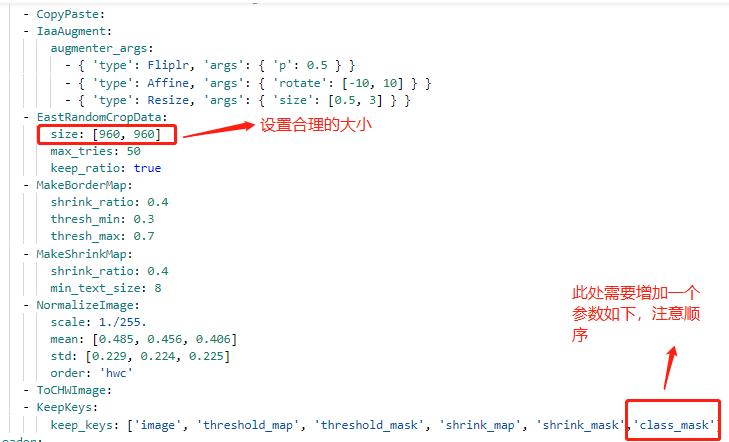 - CopyPaste:
- IaaAugment:
augmenter_args:
- { 'type': Fliplr, 'args': { 'p': 0.5 } }
- { 'type': Affine, 'args': { 'rotate': [-10, 10] } }
- { 'type': Resize, 'args': { 'size': [0.5, 3] } }
- EastRandomCropData:
size: [960, 960]
设置合理的大小
max_tries: 50
keep_ratio: true
- MakeBorderMap:
shrink_ratio: 0.4
thresh_min: 0.3
thresh_max: 0.7
- MakeShrinkMap:
shrink_ratio: 0.4
min_text_size: 8
- NormalizeImage:
scale: 1./255.
mean: [0.485, 0.456, 0.406]
std: [0.229, 0.224, 0.225]
order: 'hwc'
此处需要增加一个
参数如下，注意顺
序
- ToCHWImage:
- KeepKeys:
keep_keys: ['image', 'threshold_map', 'threshold_mask', 'shrink_map', 'shrink_mask','class_mask']